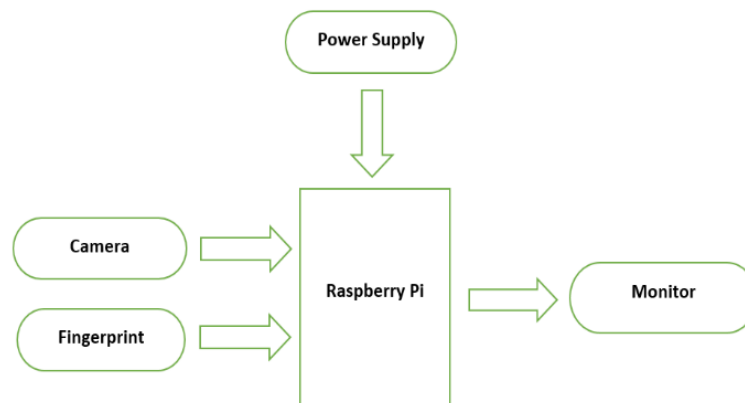 Power Supply
Camera
Raspberry Pi
Monitor
Fingerprint